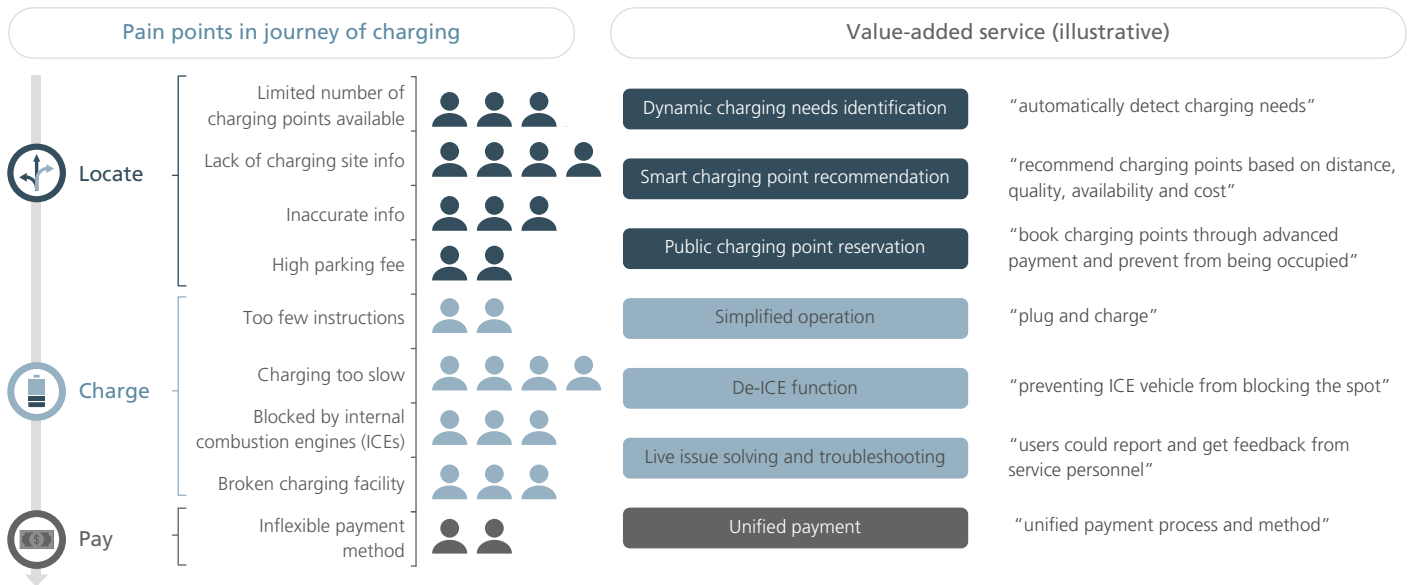 Pain points in journey of charging
Value-added service (illustrative)
Locate
Limited number of
charging points available
Lack of charging site info
Inaccurate info
High parking fee
Dynamic charging needs identification
“automatically detect charging needs”
Smart charging point recommendation
“recommend charging points based on distance,
quality, availability and cost”
Public charging point reservation
“book charging points through advanced
payment and prevent from being occupied”
Charge
Too few instructions
Charging too slow
Blocked by internal
combustion engines (ICEs)
Broken charging facility
Simplified operation
“plug and charge”
De-ICE function
“preventing ICE vehicle from blocking the spot”
Live issue solving and troubleshooting
“users could report and get feedback from
service personnel”
$
Pay
Inflexible payment
method
Unified payment
“unified payment process and method”